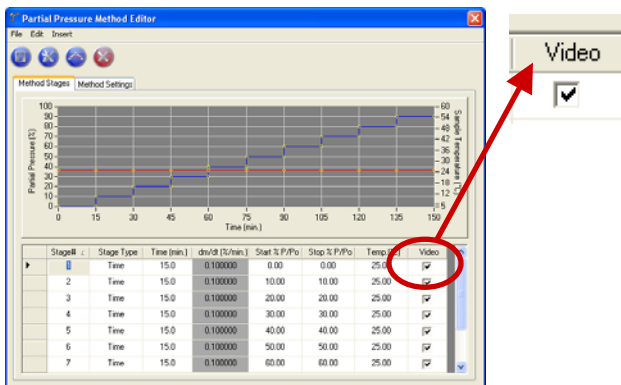 Partial Pressure Method Editor
File Edit Insert
Method Stages Method Settings
Partial Pressure (%)
100
90
80
70
60
50
40
30
20
10
0
60
54
48
42
36
30
24
18
12
5
Sample Temperature (°C)
0 15 30 45 60 75 90 105 120 135 150
Time (min.)
Stage# Stage Type Time (min.) dm/dt (%/min.) Start % P/Po Stop % P/Po Temp (°C) Video
1 Time 15.0 0.100000 0.00 0.00 25.00
2 Time 15.0 0.100000 10.00 10.00 25.00
3 Time 15.0 0.100000 20.00 20.00 25.00
4 Time 15.0 0.100000 30.00 30.00 25.00
5 Time 15.0 0.100000 40.00 40.00 25.00
6 Time 15.0 0.100000 50.00 50.00 25.00
7 Time 15.0 0.100000 60.00 60.00 25.00
Video